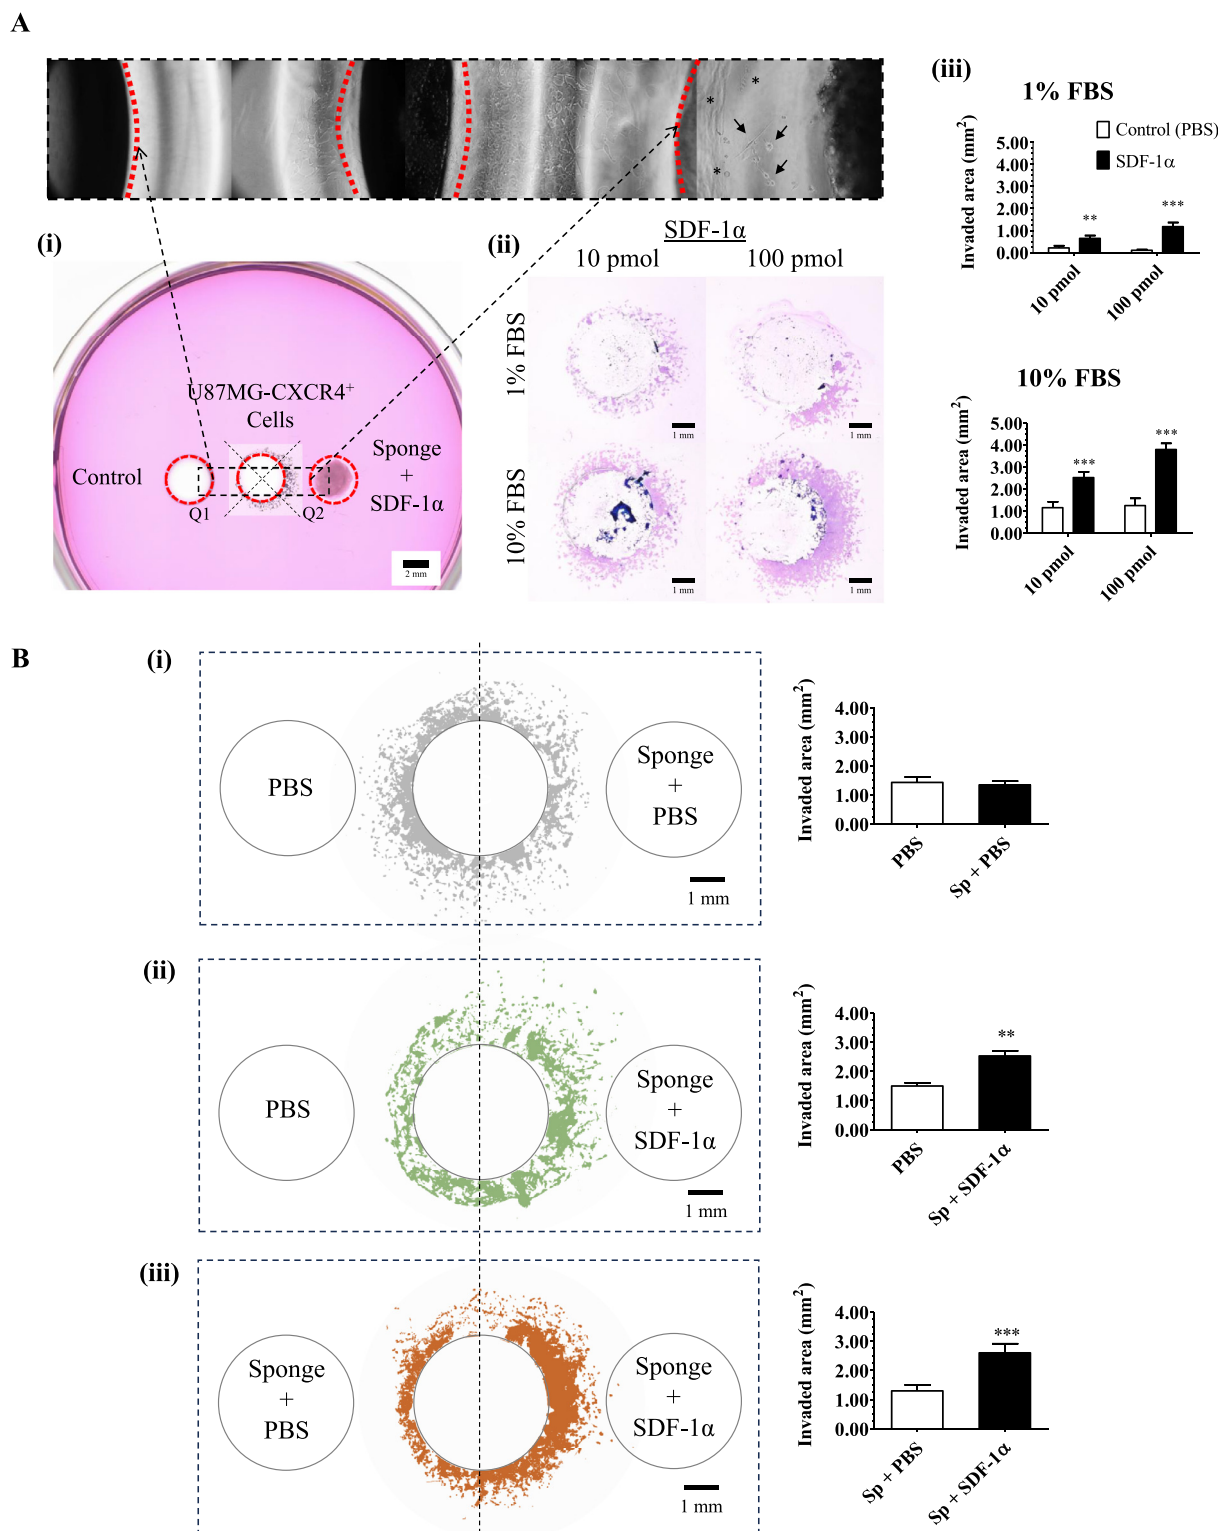 A
(i)
U87MG-CXCR4⁺
Cells
Control
Sponge
+
SDF-1α
Q1
Q2
2 mm
*
*
*
(ii)
SDF-1α
10 pmol
100 pmol
1% FBS
1 mm
1 mm
10% FBS
1 mm
1 mm
(iii)
1% FBS
Control (PBS)
SDF-1α
Invaded area (mm²)
5.00
4.00
3.00
2.00
1.00
0.00
**
***
10 pmol
100 pmol
10% FBS
Invaded area (mm²)
5.00
4.00
3.00
2.00
1.00
0.00
***
***
10 pmol
100 pmol
B
(i)
PBS
Sponge
+
PBS
1 mm
Invaded area (mm²)
4.00
3.00
2.00
1.00
0.00
PBS
Sp + PBS
(ii)
PBS
Sponge
+
SDF-1α
1 mm
Invaded area (mm²)
4.00
3.00
2.00
1.00
0.00
**
PBS
Sp + SDF-1α
(iii)
Sponge
+
PBS
Sponge
+
SDF-1α
1 mm
Invaded area (mm²)
4.00
3.00
2.00
1.00
0.00
***
Sp + PBS
Sp + SDF-1α